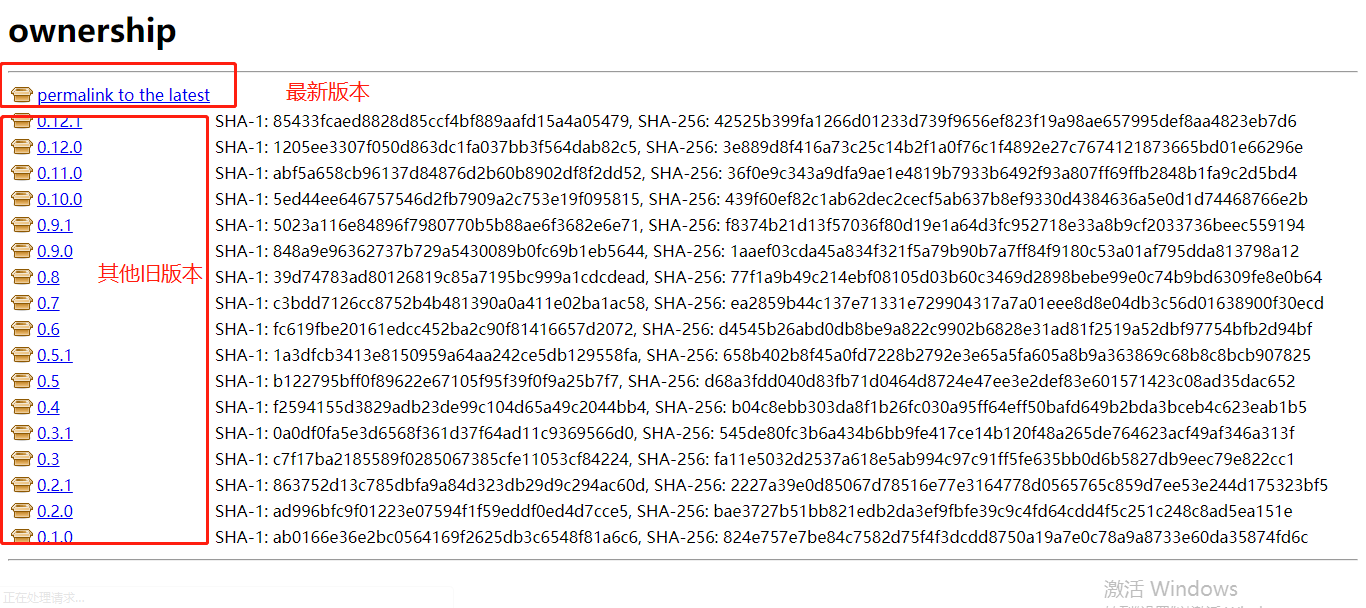 ownership
permalink to the latest 最新版本
0.12.1 SHA-1: 85433fcaed8828d85ccf4bf889aafd15a4a05479, SHA-256: 42525b399fa1266d01233d739f9656ef823f19a98ae657995def8aa4823eb7d6
0.12.0 SHA-1: 1205ee3307f050d863dc1fa037bb3f564dab82c5, SHA-256: 3e889d8f416a73c25c14b2f1a0f76c1f4892e27c7674121873665bd01e66296e
0.11.0 SHA-1: abf5a658cb96137d84876d2b60b8902df8f2dd52, SHA-256: 36f0e9c343a9dfa9ae1e4819b7933b6492f93a807ff69ffb2848b1fa9c2d5bd4
0.10.0 SHA-1: 5ed44ee646757546d2fb7909a2c753e19f095815, SHA-256: 439f60ef82c1ab62dec2cecf5ab637b8ef9330d4384636a5e0d1d74468766e2b
0.9.1 SHA-1: 5023a116e84896f7980770b5b88ae6f3682e6e71, SHA-256: f8374b21d13f57036f80d19e1a64d3fc952718e33a8b9cf2033736beec559194
0.9.0 SHA-1: 848a9e96362737b729a5430089b0fc69b1eb5644, SHA-256: 1aaef03cda45a834f321f5a79b90b7a7ff84f9180c53a01af795dda813798a12
0.8 其他旧版本 SHA-1: 39d74783ad80126819c85a7195bc999a1cdcdead, SHA-256: 77f1a9b49c214ebf08105d03b60c3469d2898bebe99e0c74b9bd6309fe8e0b64
0.7 SHA-1: c3bdd7126cc8752b4b481390a0a411e02ba1ac58, SHA-256: ea2859b44c137e71331e729904317a7a01eee8d8e04db3c56d01638900f30ecd
0.6 SHA-1: fc619fbe20161edcc452ba2c90f81416657d2072, SHA-256: d4545b26abd0db8be9a822c9902b6828e31ad81f2519a52dbf97754bfb2d94bf
0.5.1 SHA-1: 1a3dfcb3413e8150959a64aa242ce5db129558fa, SHA-256: 658b402b8f45a0fd7228b2792e3e65a5fa605a8b9a363869c68b8c8bcb907825
0.5 SHA-1: b122795bff0f89622e67105f95f39f0f9a25b7f7, SHA-256: d68a3fdd040d83fb71d0464d8724e47ee3e2def83e601571423c08ad35dac652
0.4 SHA-1: f2594155d3829adb23de99c104d65a49c2044bb4, SHA-256: b04c8ebb303da8f1b26fc030a95ff64eff50bafd649b2bda3bceb4c623eab1b5
0.3.1 SHA-1: 0a0df0fa5e3d6568f361d37f64ad11c9369566d0, SHA-256: 545de80fc3b6a434b6bb9fe417ce14b120f48a265de764623acf49af346a313f
0.3 SHA-1: c7f17ba2185589f0285067385cfe11053cf84224, SHA-256: fa11e5032d2537a618e5ab994c97c91ff5fe635bb0d6b5827db9eec79e822cc1
0.2.1 SHA-1: 863752d13c785dbfa9a84d323db29d9c294ac60d, SHA-256: 2227a39e0d85067d78516e77e3164778d0565765c859d7ee53e244d175323bf5
0.2.0 SHA-1: ad996bfc9f01223e07594f1f59eddf0ed4d7cce5, SHA-256: bae3727b51bb821edb2da3ef9fbfe39c9c4fd64cdd4f5c251c248c8ad5ea151e
0.1.0 SHA-1: ab0166e36e2bc0564169f2625db3c6548f81a6c6, SHA-256: 824e757e7be84c7582d75f4f3dcdd8750a19a7e0c78a9a8733e60da35874fd6c
激活 Windows
正在处理请求...